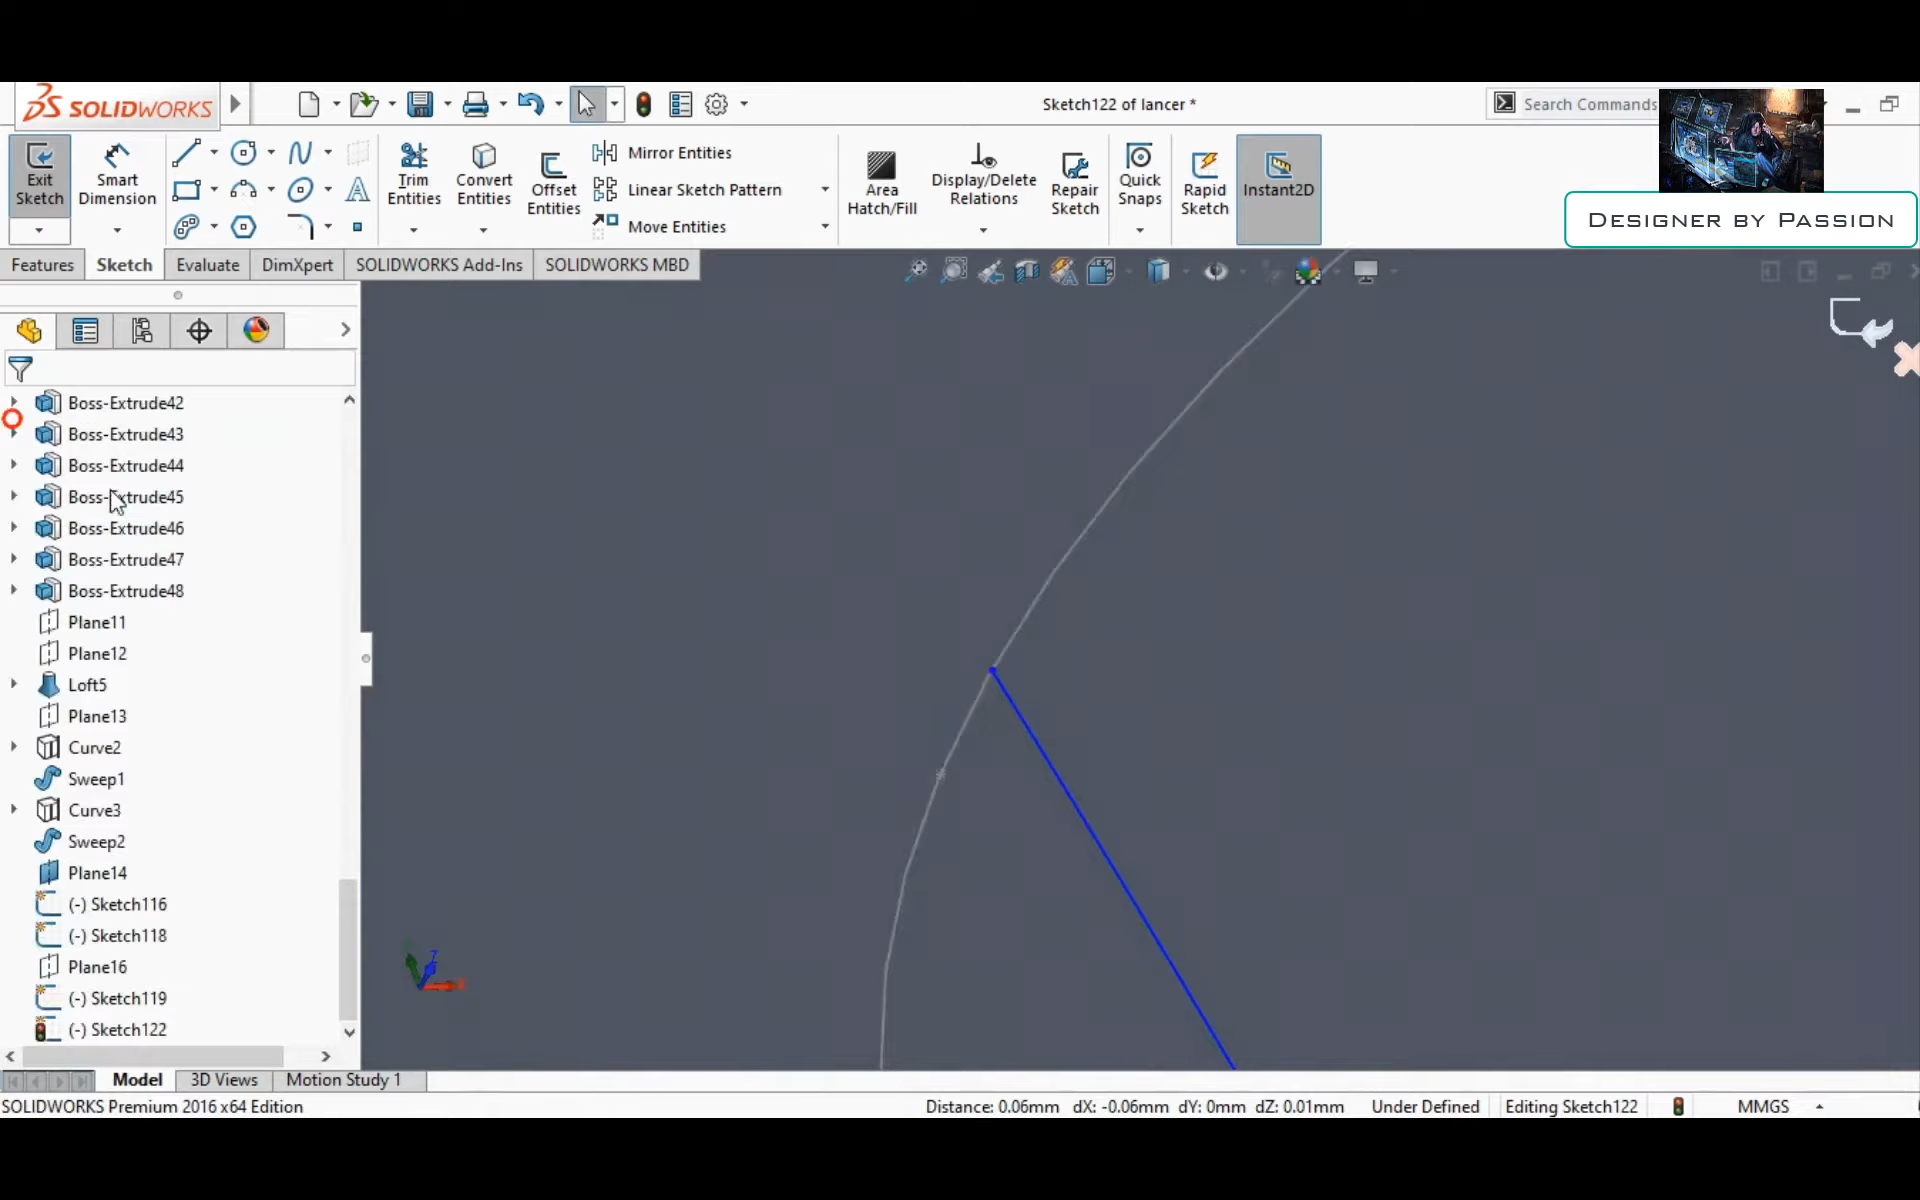 SOLIDWORKS
Sketch122 of lancer *
Search Commands
Exit Sketch
Smart Dimension
Trim Entities
Convert Entities
Offset Entities
Mirror Entities
Linear Sketch Pattern
Move Entities
Area Hatch/Fill
Display/Delete Relations
Repair Sketch
Quick Snaps
Rapid Sketch
Instant2D
Designer by Passion
Features
Sketch
Evaluate
DimXpert
SOLIDWORKS Add-Ins
SOLIDWORKS MBD
Boss-Extrude42
Boss-Extrude43
Boss-Extrude44
Boss-Extrude45
Boss-Extrude46
Boss-Extrude47
Boss-Extrude48
Plane11
Plane12
Loft5
Plane13
Curve2
Sweep1
Curve3
Sweep2
Plane14
(-) Sketch116
(-) Sketch118
Plane16
(-) Sketch119
(-) Sketch122
Z
Model
3D Views
Motion Study 1
SOLIDWORKS Premium 2016 x64 Edition
Distance: 0.06mm dX: -0.06mm dY: 0mm dZ: 0.01mm
Under Defined
Editing Sketch122
MMGS